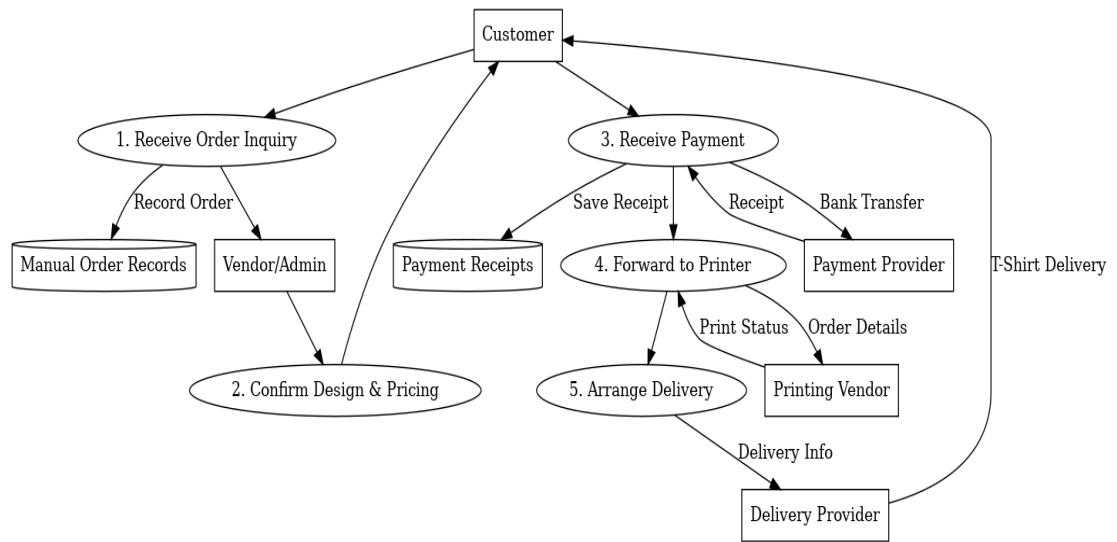 Customer
1. Receive Order Inquiry
3. Receive Payment
Record Order
Save Receipt
Receipt
Bank Transfer
Manual Order Records
Vendor/Admin
Payment Receipts
4. Forward to Printer
Payment Provider
T-Shirt Delivery
Print Status
Order Details
2. Confirm Design & Pricing
5. Arrange Delivery
Printing Vendor
Delivery Info
Delivery Provider